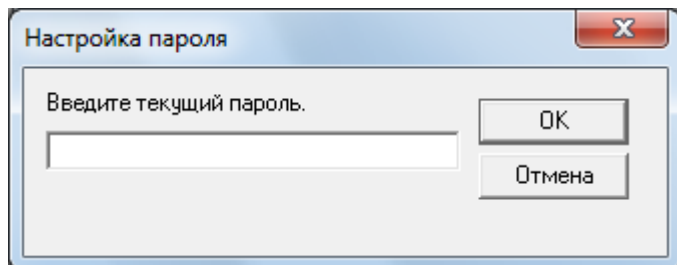 Настройка пароля
Введите текущий пароль.
OK
Отмена